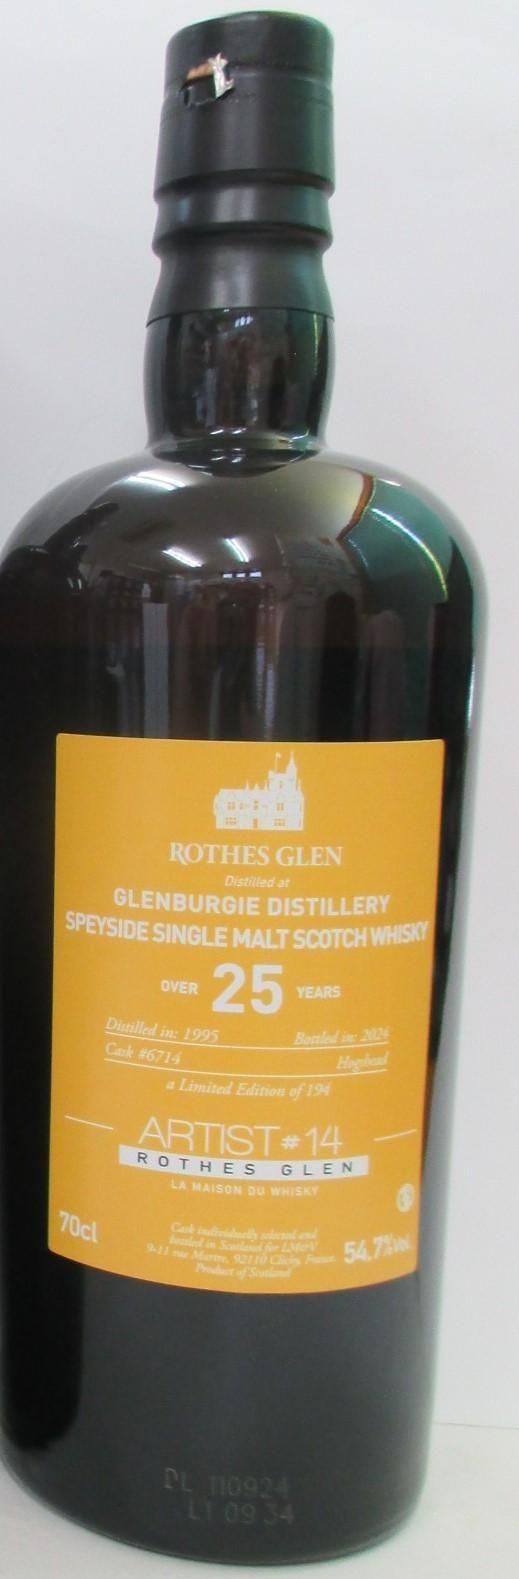 ROTHES GLEN
Distilled at
GLENBURGIE DISTILLERY
SPEYSIDE SINGLE MALT SCOTCH WHISKY
OVER 25 YEARS
Distilled in: 1995 Bottled in: 2024
Cask #6714 Hogshead
a Limited Edition of 194
ARTIST #14
ROTHES GLEN
LA MAISON DU WHISKY
70cl
Cask individually selected and
bottled in Scotland for LMdW
9-11 rue Martre, 92110 Clichy, France.
Product of Scotland
54.7%Vol.
PL 110924
LT 09 34